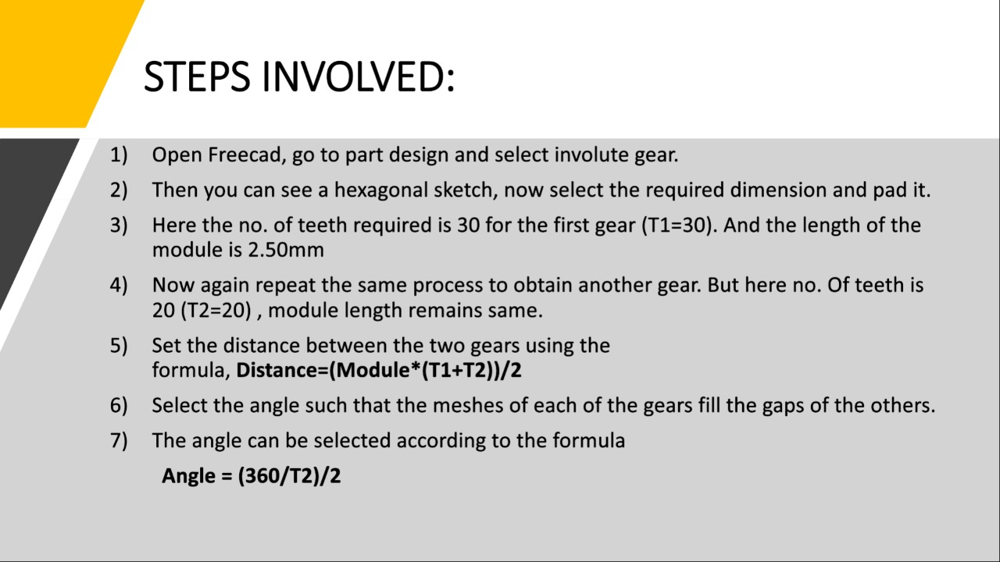 STEPS INVOLVED:
1) Open Freecad, go to part design and select involute gear.
2) Then you can see a hexagonal sketch, now select the required dimension and pad it.
3) Here the no. of teeth required is 30 for the first gear (T1=30). And the length of the
module is 2.50mm
4) Now again repeat the same process to obtain another gear. But here no. Of teeth is
20 (T2=20) , module length remains same.
5) Set the distance between the two gears using the
formula, Distance=(Module*(T1+T2))/2
6) Select the angle such that the meshes of each of the gears fill the gaps of the others.
7) The angle can be selected according to the formula
Angle = (360/T2)/2